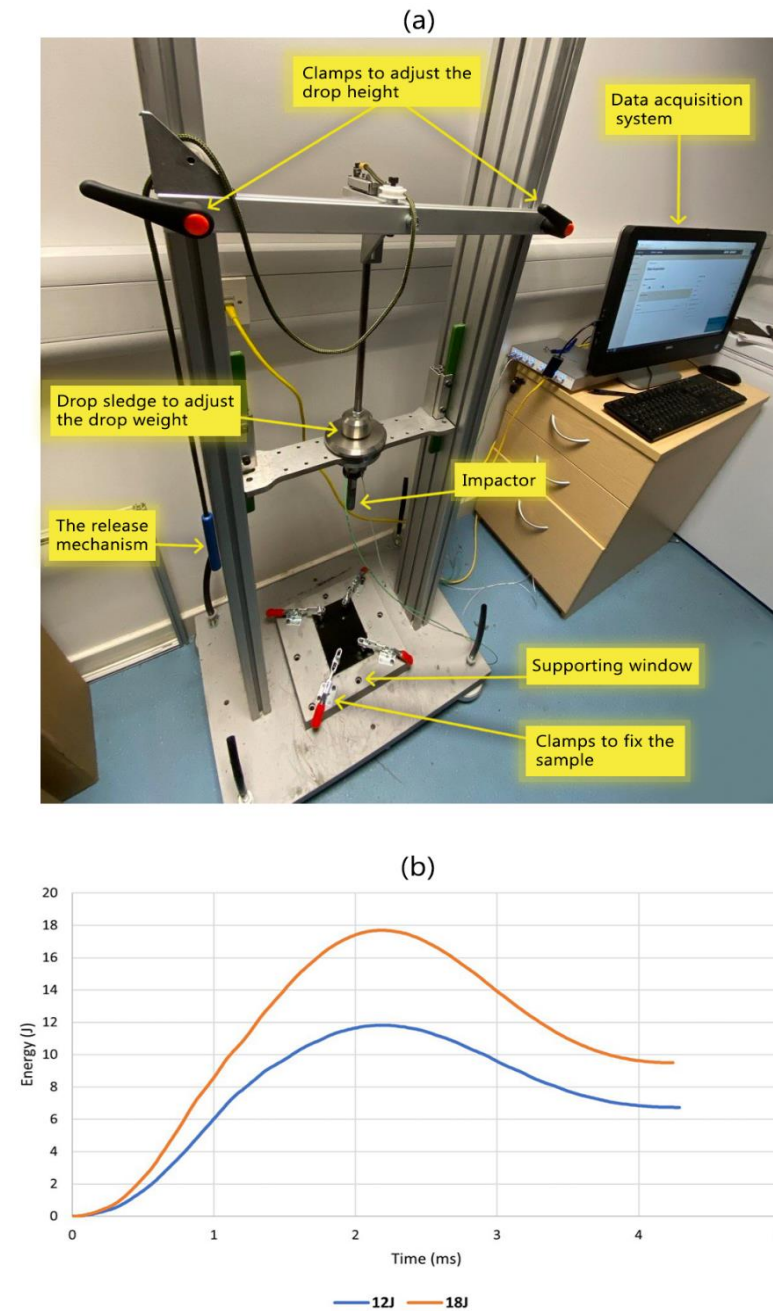 (a)
Clamps to adjust the
drop height
Data acquisition
system
Drop sledge to adjust
the drop weight
Impactor
The release
mechanism
Supporting window
Clamps to fix the
sample
(b)
20
18
16
14
12
10
8
6
4
2
0
Energy (J)
0
1
2
3
4
Time (ms)
12J
18J